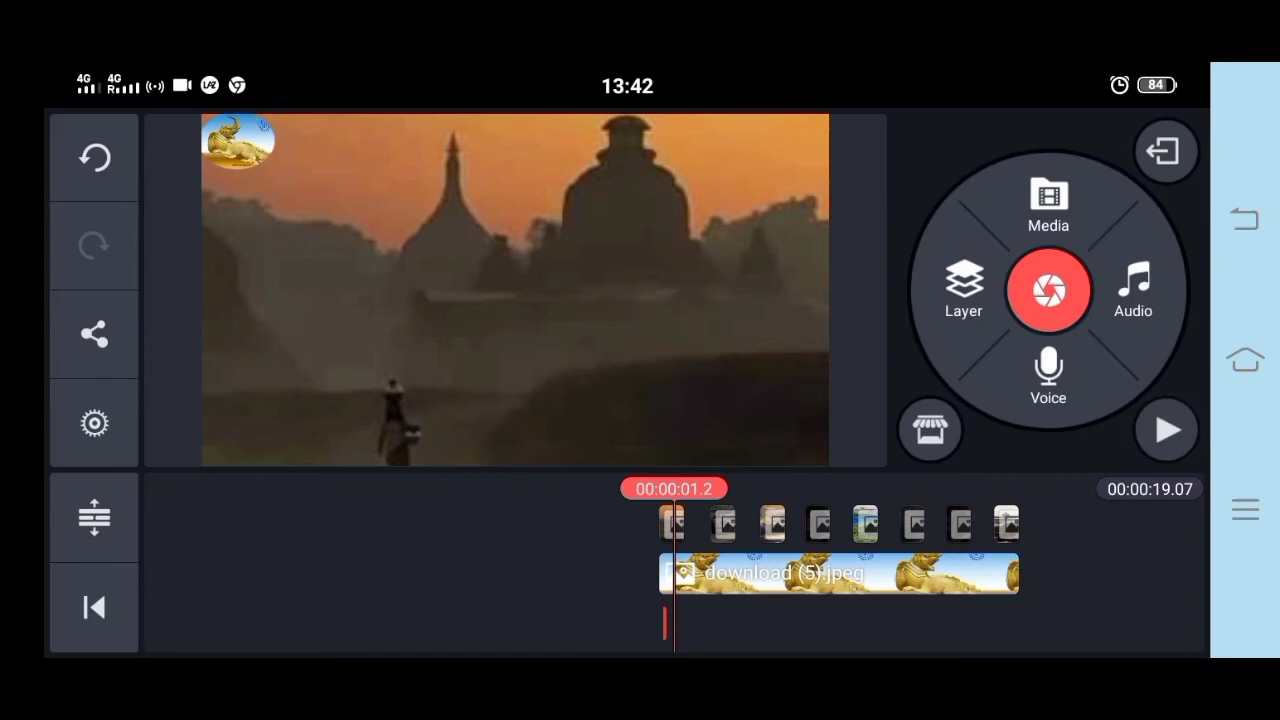 4G 4G
R
LAZ
13:42
84
Media
Layer
Audio
Voice
00:00:01.2
00:00:19.07
download (5).jpeg